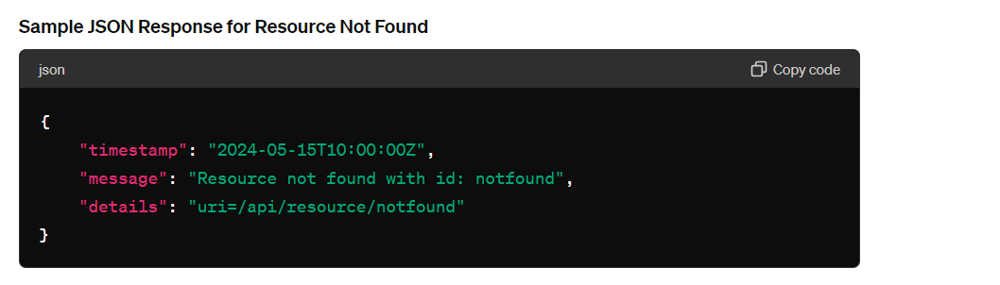 Sample JSON Response for Resource Not Found
json
Copy code
{
"timestamp": "2024-05-15T10:00:00Z",
"message": "Resource not found with id: notfound",
"details": "uri=/api/resource/notfound"
}